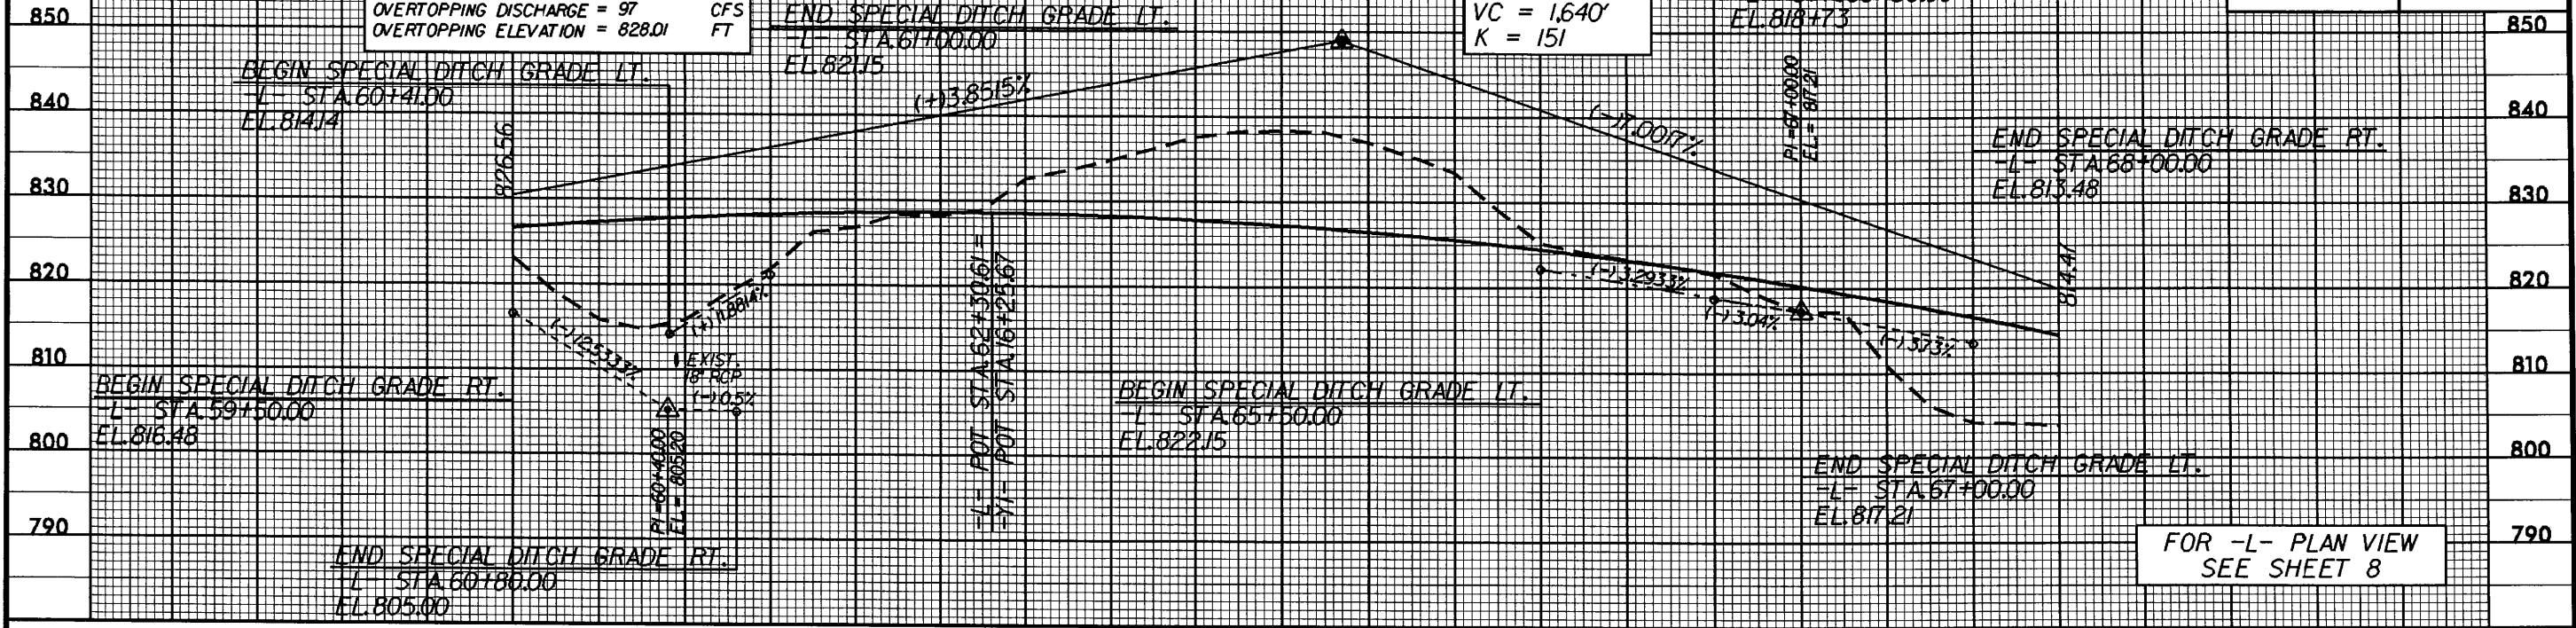 OVERTOPPING DISCHARGE = 97 CFS
OVERTOPPING ELEVATION = 828.01 FT
END SPECIAL DITCH GRADE LT.
-L- STA.61+00.00
EL.821.15
VC = 1,640'
K = 151
EL.818+73
850
850
BEGIN SPECIAL DITCH GRADE LT.
-L- STA.60+41.00
EL.814.14
840
840
(+)3.8515%
(-)7.0017%
PI=67+00.00
EL.= 817.21
END SPECIAL DITCH GRADE RT.
-L- STA.68+00.00
EL.813.48
826.56
830
830
820
820
814.47
(-)3.2933%
(-)3.04%
(-)3.73%
(+)11.8814%
(-)12.5333%
EXIST.
18" RCP
(-)0.5%
810
810
BEGIN SPECIAL DITCH GRADE RT.
-L- STA.59+50.00
EL.816.48
PI=60+40.00
EL.= 805.20
-L- POT STA.62+30.61 =
-Y1- POT STA.16+25.67
BEGIN SPECIAL DITCH GRADE LT.
-L- STA.65+50.00
EL.822.15
800
800
END SPECIAL DITCH GRADE LT.
-L- STA.67+00.00
EL.817.21
790
790
END SPECIAL DITCH GRADE RT.
-L- STA.60+80.00
EL.805.00
FOR -L- PLAN VIEW
SEE SHEET 8